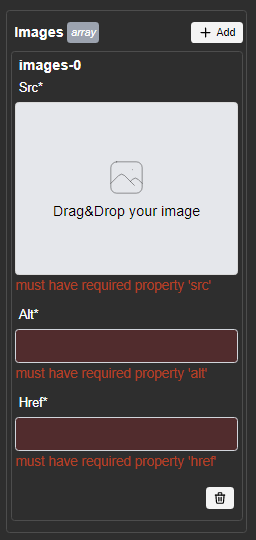 Images array + Add
images-0
Src*
Drag&Drop your image
must have required property 'src'
Alt*
must have required property 'alt'
Href*
must have required property 'href'